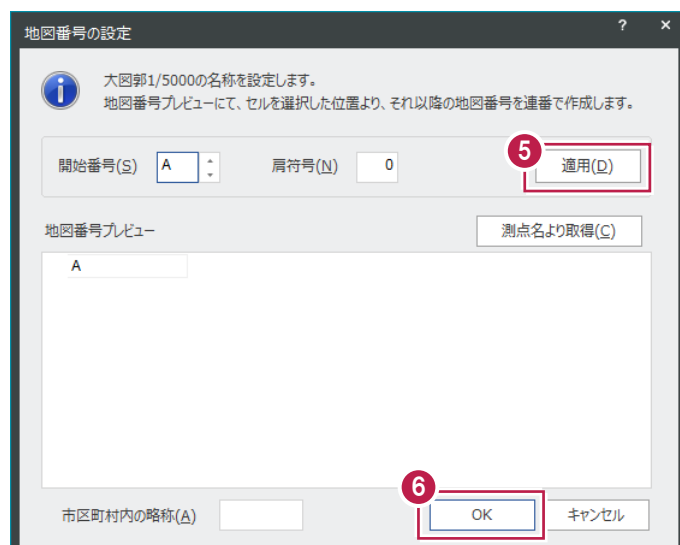 地図番号の設定 ? ×
大図郭1/5000の名称を設定します。
地図番号プレビューにて、セルを選択した位置より、それ以降の地図番号を連番で作成します。
5
開始番号(S) A 肩符号(N) 0 適用(D)
地図番号プレビュー 測点名より取得(C)
A
6
市区町村内の略称(A) OK キャンセル